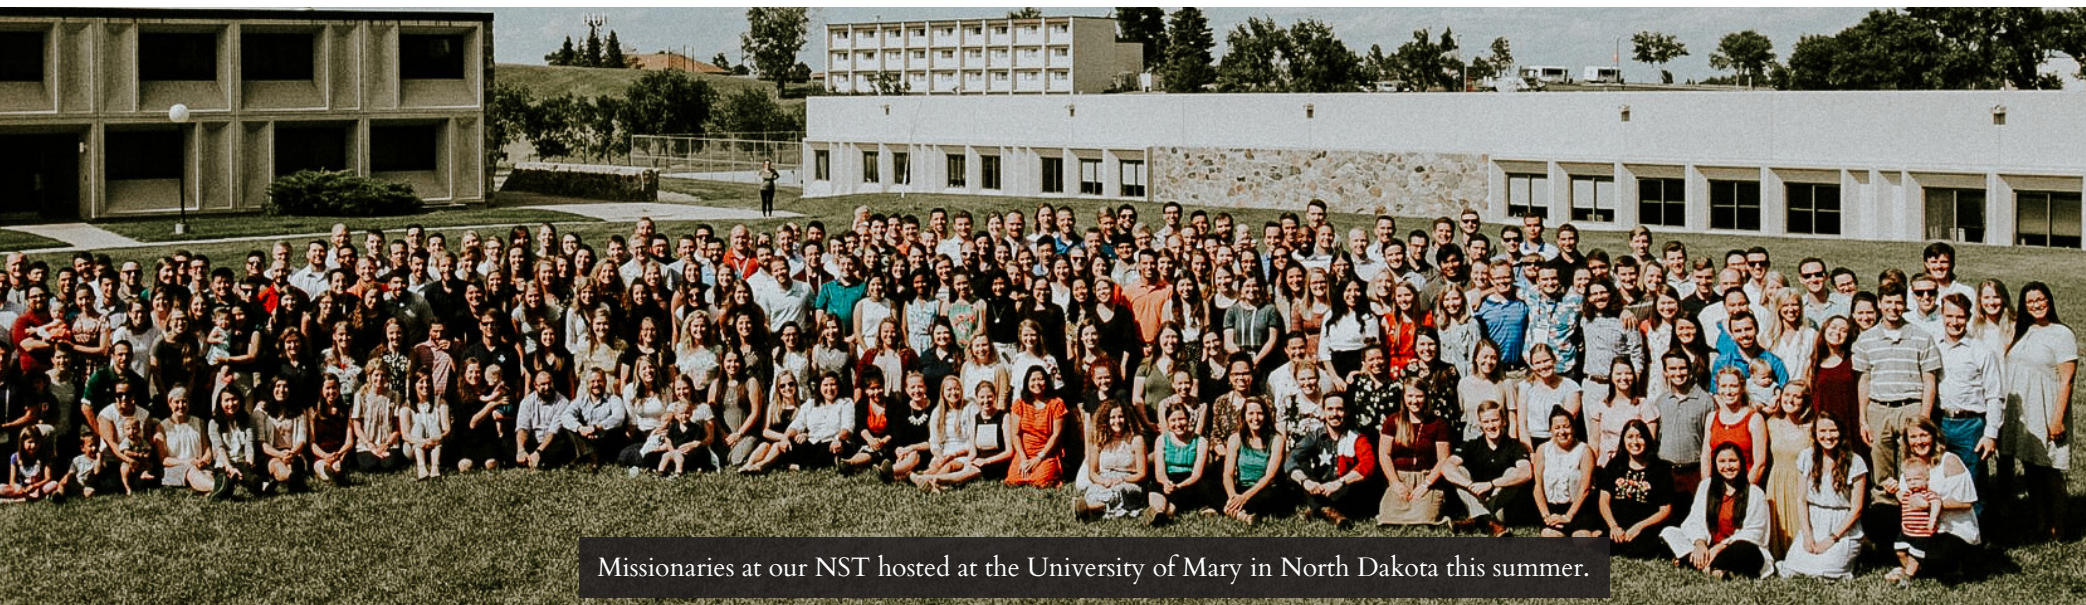 Missionaries at our NST hosted at the University of Mary in North Dakota this summer.